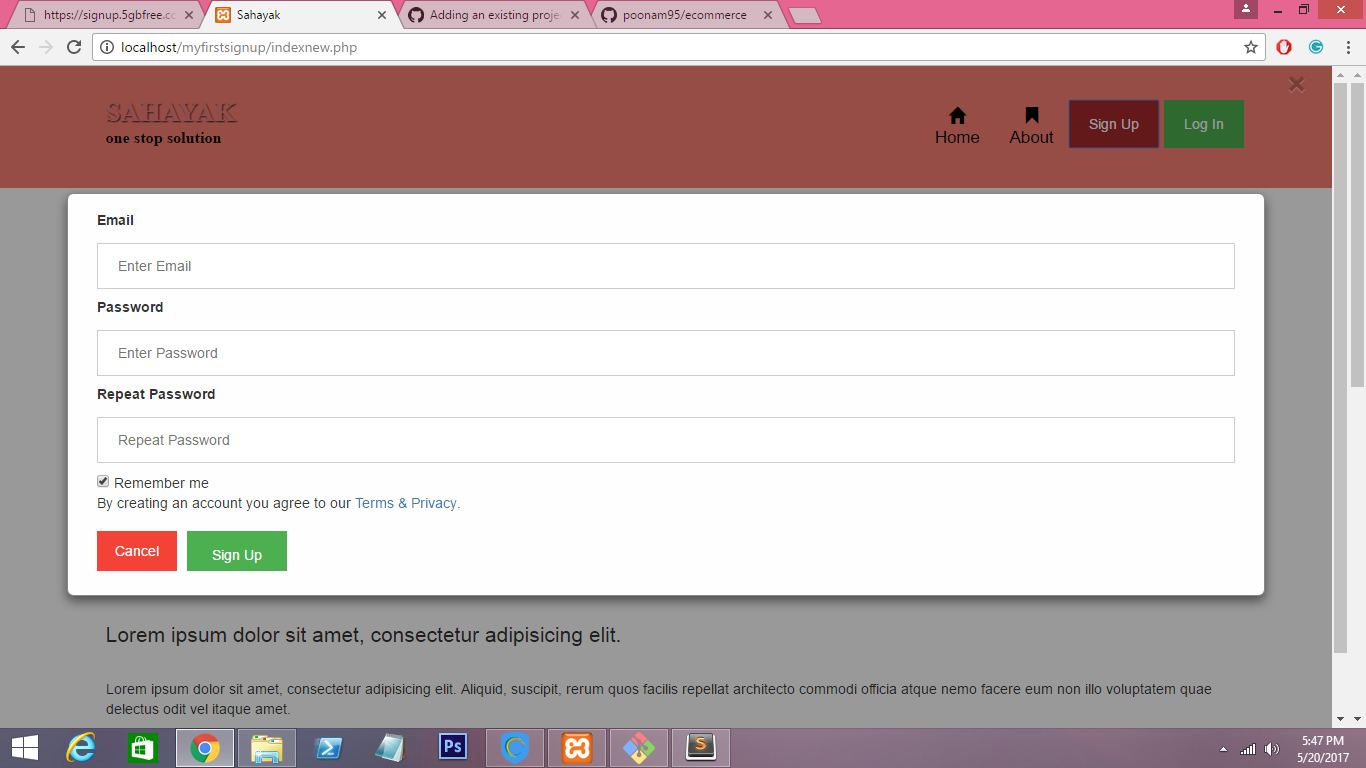 https://signup.5gbfree.cc
Sahayak
Adding an existing proje
poonam95/ecommerce
localhost/myfirstsignup/indexnew.php
SAHAYAK
one stop solution
Home
About
Sign Up
Log In
Email
Enter Email
Password
Enter Password
Repeat Password
Repeat Password
Remember me
By creating an account you agree to our Terms & Privacy.
Cancel
Sign Up
Lorem ipsum dolor sit amet, consectetur adipisicing elit.
Lorem ipsum dolor sit amet, consectetur adipisicing elit. Aliquid, suscipit, rerum quos facilis repellat architecto commodi officia atque nemo facere eum non illo voluptatem quae
delectus odit vel itaque amet.
Ps
5:47 PM
5/20/2017